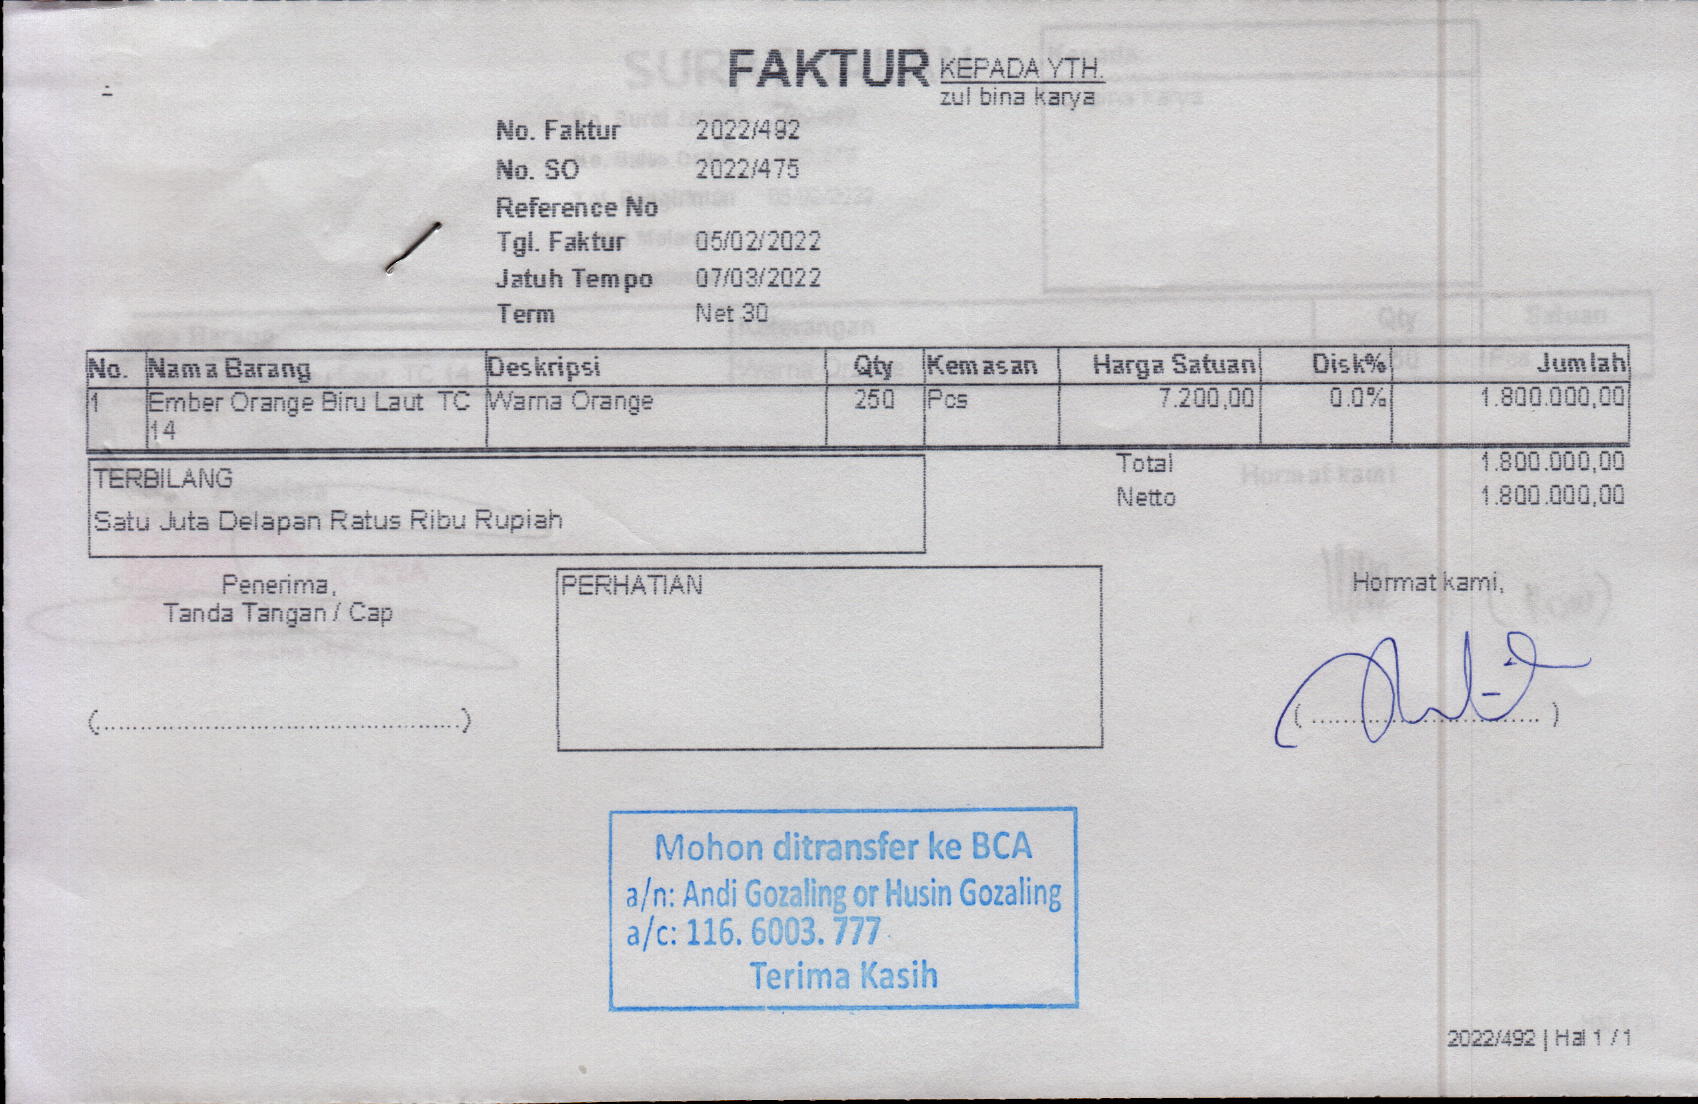 FAKTUR
KEPADA YTH.
zul bina karya
No. Faktur 2022/492
No. SO 2022/475
Reference No
Tgl. Faktur 05/02/2022
Jatuh Tempo 07/03/2022
Term Net 30
No. Nama Barang Deskripsi Qty Kemasan Harga Satuan Disk% Jumlah
1 Ember Orange Biru Laut TC Warna Orange 250 Pcs 7.200,00 0.0% 1.800.000,00
14
Total 1.800.000,00
Netto 1.800.000,00
TERBILANG
Satu Juta Delapan Ratus Ribu Rupiah
Penerima,
Tanda Tangan / Cap
(............................................)
PERHATIAN
Hormat kami,
(............................)
Mohon ditransfer ke BCA
a/n: Andi Gozaling or Husin Gozaling
a/c: 116. 6003. 777
Terima Kasih
2022/492 | Hal 1 / 1